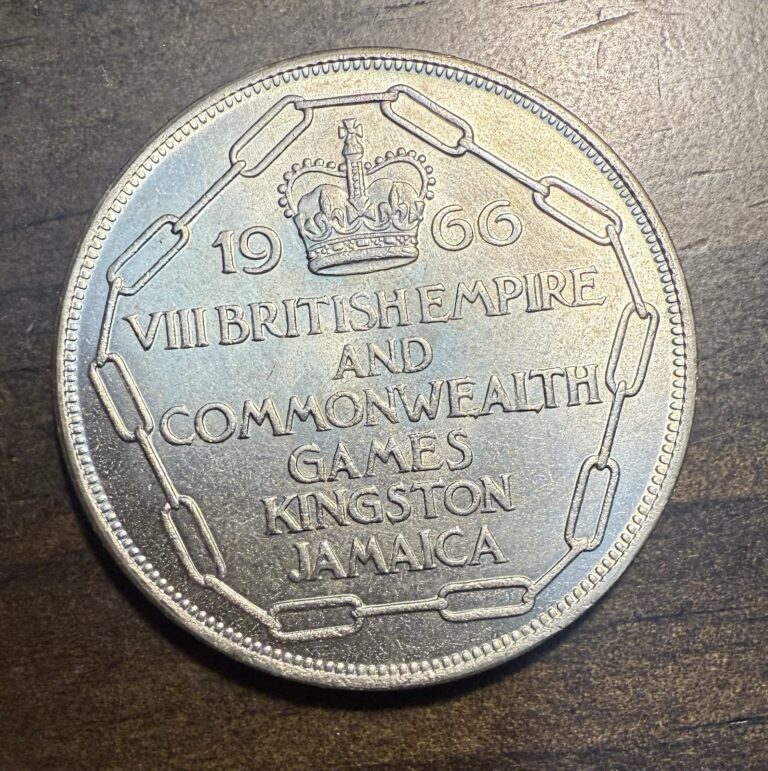 1966
VIII BRITISH EMPIRE
AND
COMMONWEALTH
GAMES
KINGSTON
JAMAICA